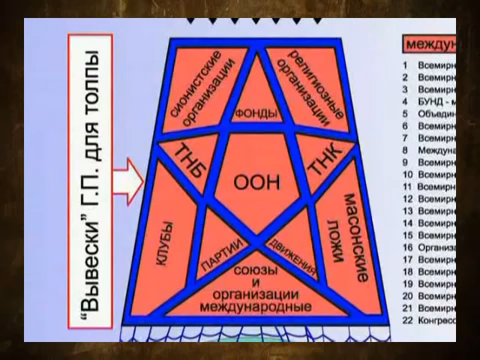 "Вывески" Г.П. для толпы
сионистские
организации
религиозные
организации
ФОНДЫ
ТНБ
ТНК
ООН
КЛУБЫ
ПАРТИИ
ДВИЖЕНИЯ
масонские
ложи
союзы
и
организации
международные
междун
1 Всемирн
2 Всемирн
3 Всемирн
4 БУНД - м
5 Объедин
6 Всемирн
7 Всемирн
8 Междуна
9 Всемирн
10 Всемирн
11 Всемирн
12 Всемирн
13 Всемирн
14 Всемирн
15 Всемирн
16 Организа
17 Всемирн
18 Всемирн
19 Всемирн
20 Всемирн
21 Всемирн
22 Конгресс